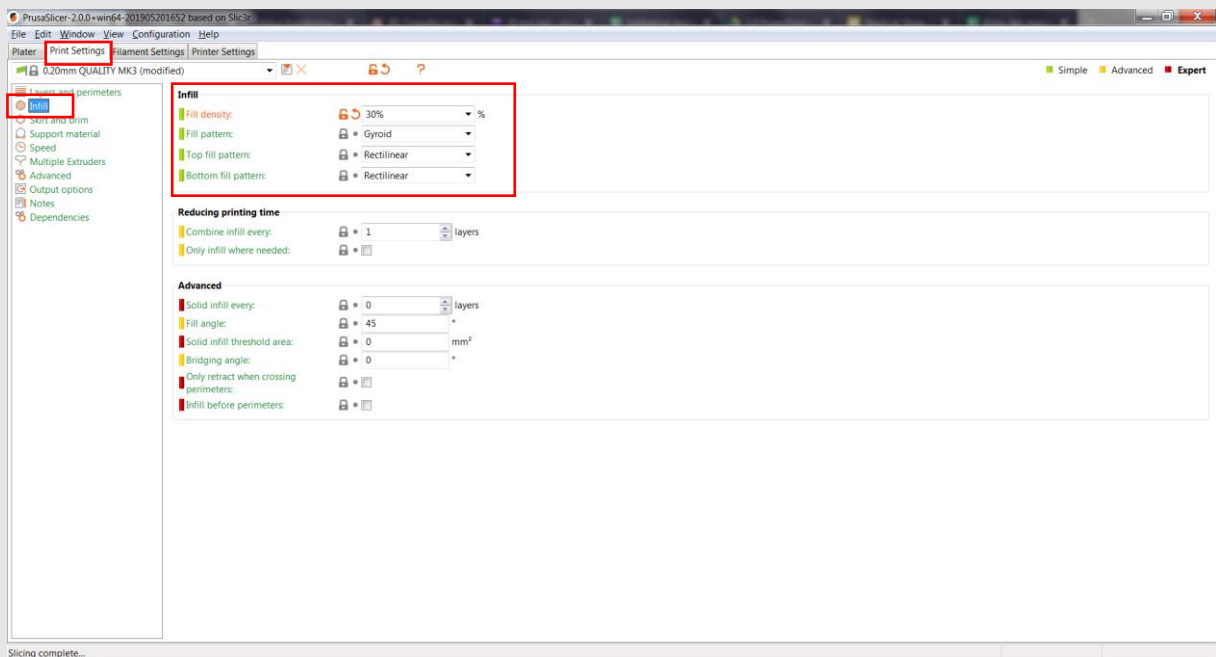 PrusaSlicer-2.0.0+win64-201905201652 based on Slic3r
File Edit Window View Configuration Help
Plater Print Settings Filament Settings Printer Settings
0.20mm QUALITY MK3 (modified) ? Simple Advanced Expert
Layers and perimeters
Infill
Skirt and brim
Support material
Speed
Multiple Extruders
Advanced
Output options
Notes
Dependencies
Infill
Fill density: 30% %
Fill pattern: Gyroid
Top fill pattern: Rectilinear
Bottom fill pattern: Rectilinear
Reducing printing time
Combine infill every: 1 layers
Only infill where needed:
Advanced
Solid infill every: 0 layers
Fill angle: 45 °
Solid infill threshold area: 0 mm²
Bridging angle: 0 °
Only retract when crossing
perimeters:
Infill before perimeters:
Slicing complete...